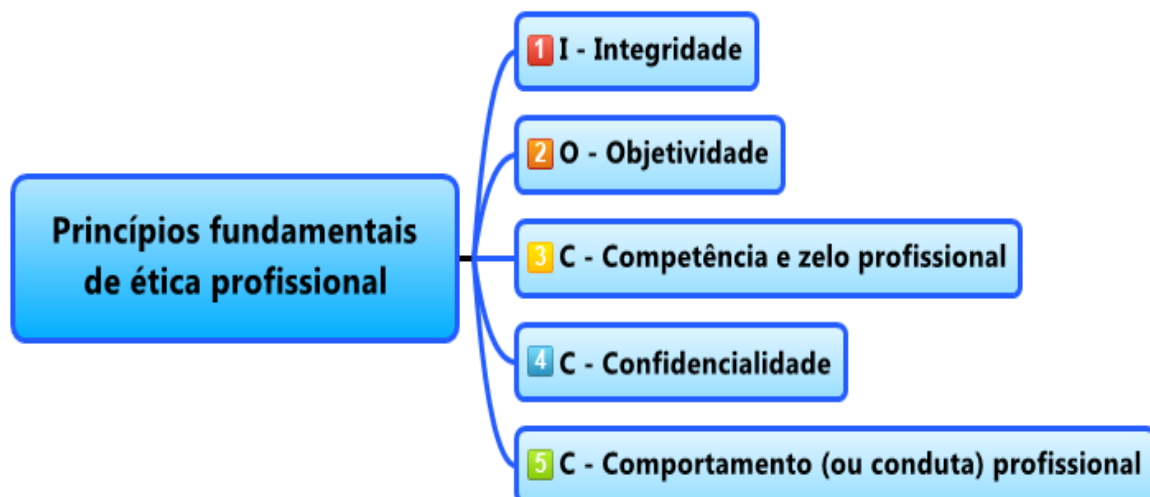 1 I - Integridade
2 O - Objetividade
Princípios fundamentais
de ética profissional
3 C - Competência e zelo profissional
4 C - Confidencialidade
5 C - Comportamento (ou conduta) profissional